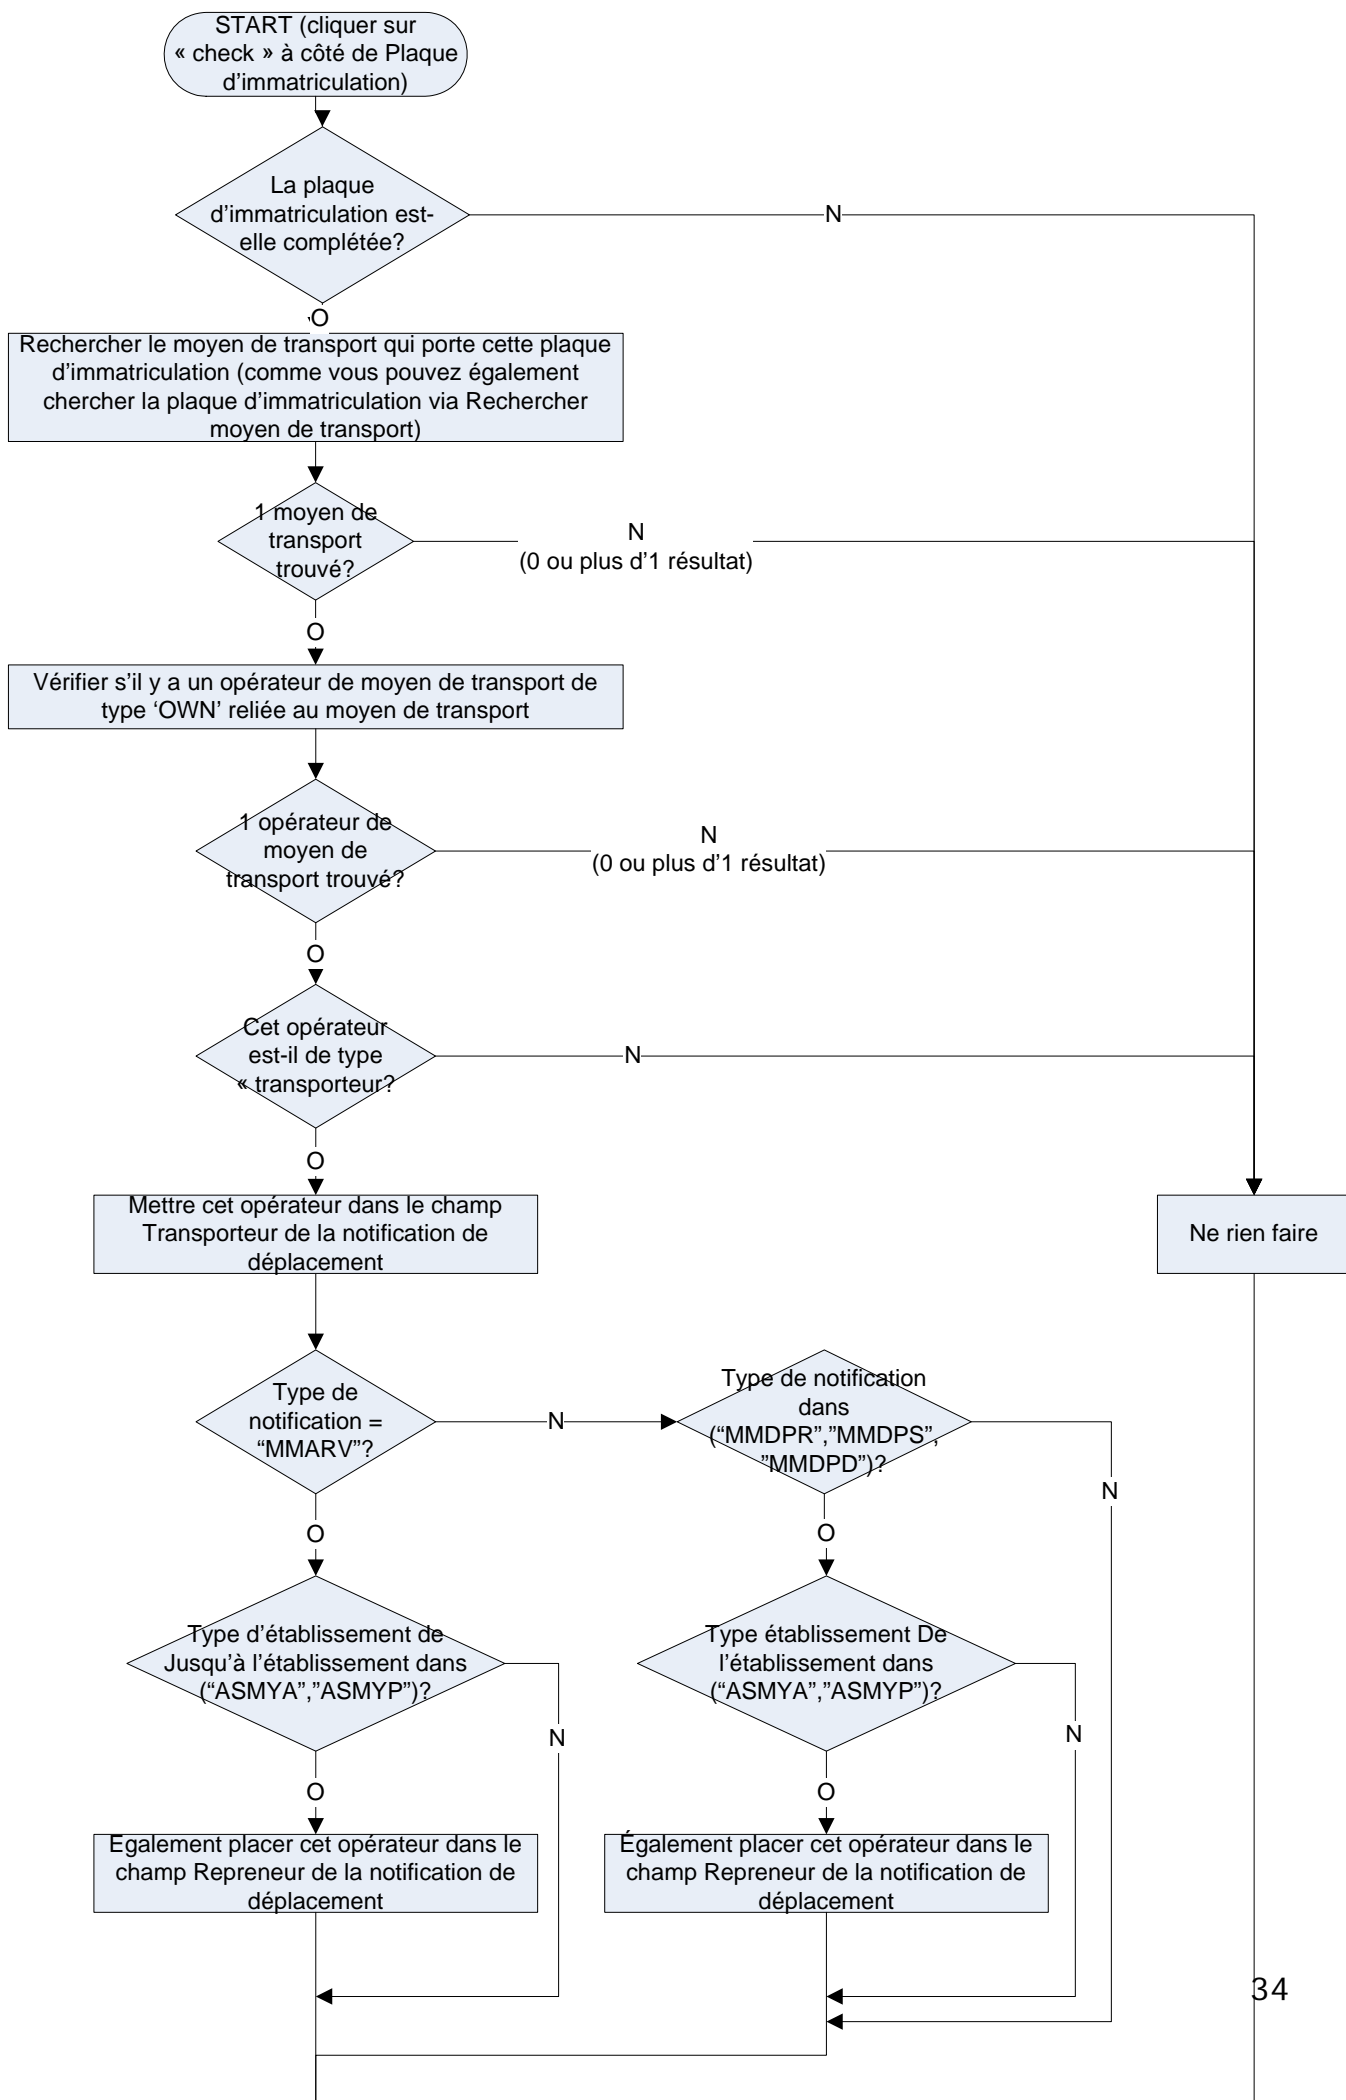 START (cliquer sur
« check » à côté de Plaque
d’immatriculation)
La plaque
d’immatriculation est-
elle complétée?
N
O
Rechercher le moyen de transport qui porte cette plaque
d’immatriculation (comme vous pouvez également
chercher la plaque d’immatriculation via Rechercher
moyen de transport)
1 moyen de
transport
trouvé?
N
(0 ou plus d’1 résultat)
O
Vérifier s’il y a un opérateur de moyen de transport de
type ‘OWN’ reliée au moyen de transport
1 opérateur de
moyen de
transport trouvé?
N
(0 ou plus d’1 résultat)
O
Cet opérateur
est-il de type
« transporteur?
N
O
Mettre cet opérateur dans le champ
Transporteur de la notification de
déplacement
Ne rien faire
Type de
notification =
“MMARV”?
N
Type de notification
dans
(“MMDPR”,”MMDPS”,
”MMDPD”)?
N
O
O
Type d’établissement de
Jusqu’à l’établissement dans
(“ASMYA”,”ASMYP”)?
N
Type établissement De
l’établissement dans
(“ASMYA”,”ASMYP”)?
N
O
O
Egalement placer cet opérateur dans le
champ Repreneur de la notification de
déplacement
Également placer cet opérateur dans le
champ Repreneur de la notification de
déplacement
34